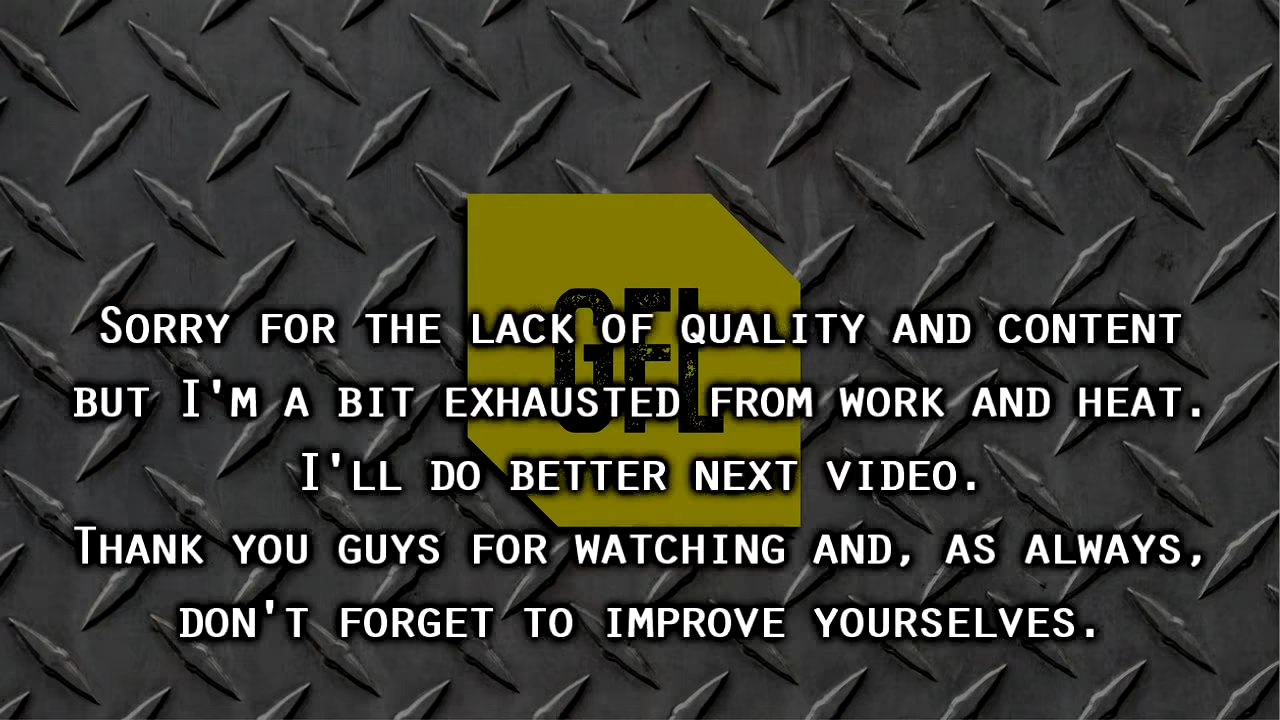 GFL
Sorry for the lack of quality and content
but I'm a bit exhausted from work and heat.
I'll do better next video.
Thank you guys for watching and, as always,
don't forget to improve yourselves.